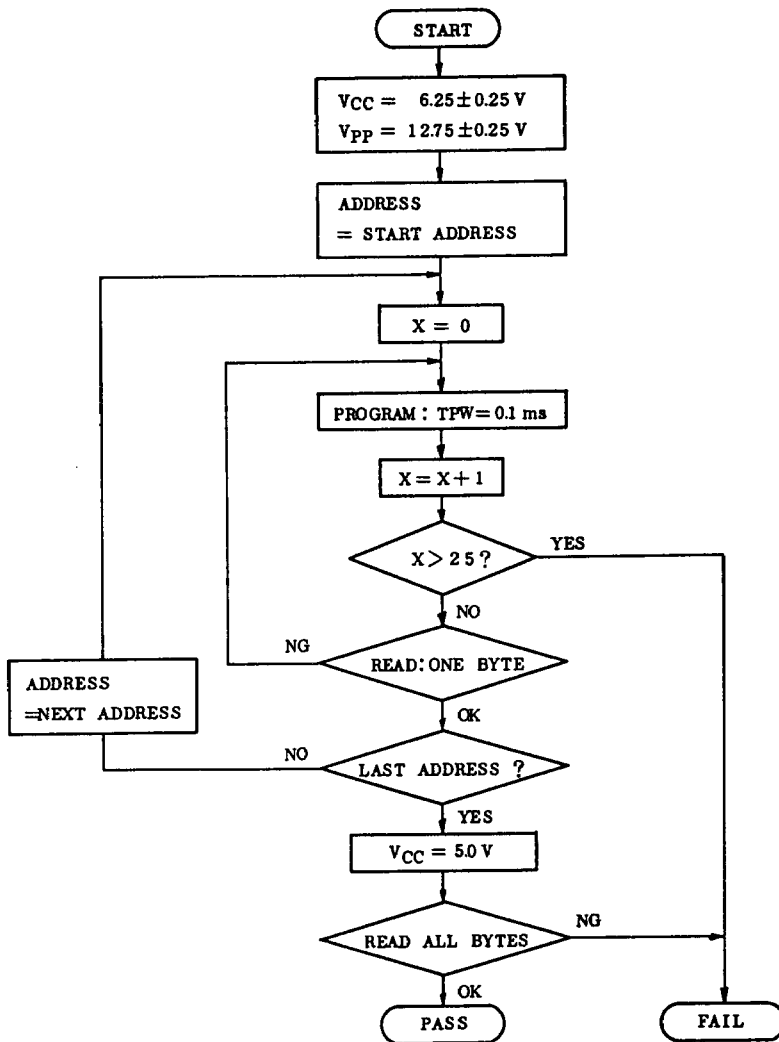 START
VCC = 6.25±0.25 V
VPP = 12.75±0.25 V
ADDRESS
= START ADDRESS
X = 0
PROGRAM: TPW=0.1 ms
X=X+1
X>25?
YES
NO
NG
READ:ONE BYTE
ADDRESS
=NEXT ADDRESS
OK
NO
LAST ADDRESS ?
YES
VCC = 5.0 V
NG
READ ALL BYTES
OK
PASS
FAIL